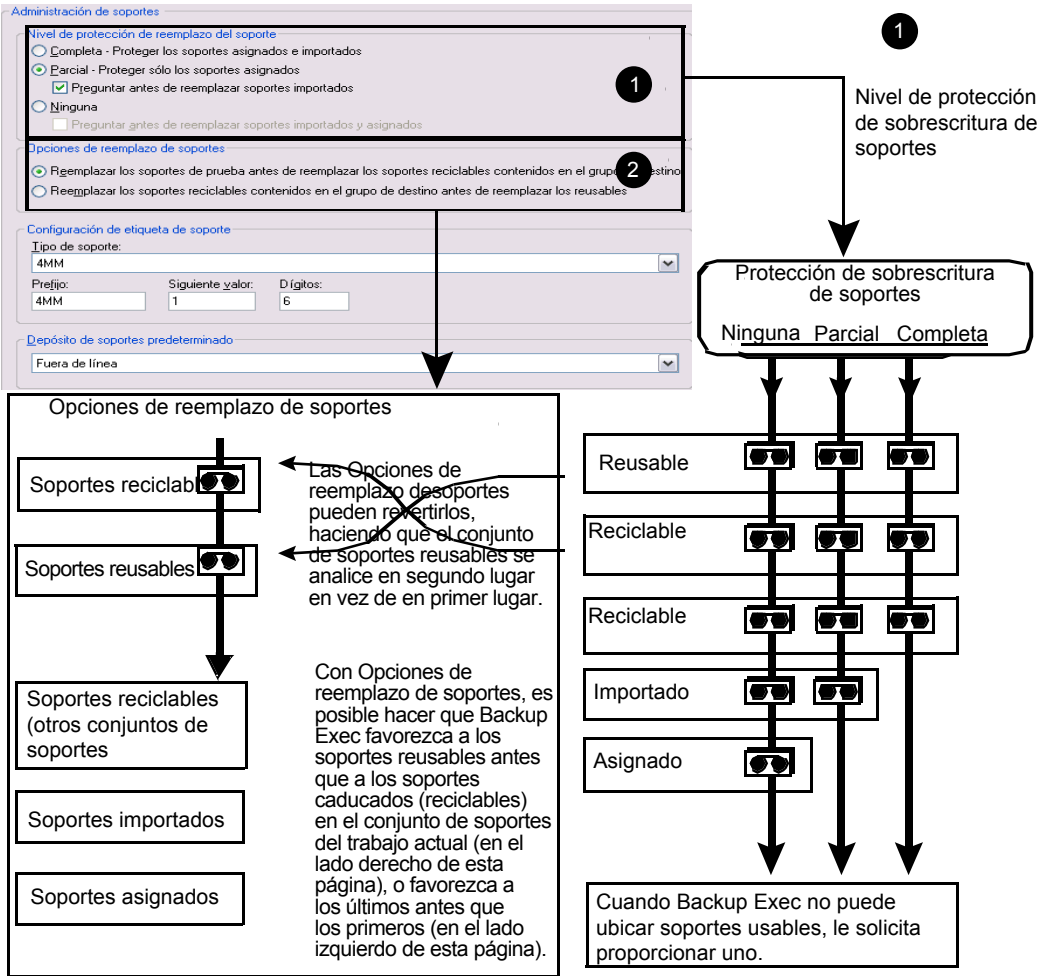 Administración de soportes
Nivel de protección de reemplazo del soporte
Completa - Proteger los soportes asignados e importados
Parcial - Proteger sólo los soportes asignados
Preguntar antes de reemplazar soportes importados
Ninguna
Preguntar antes de reemplazar soportes importados y asignados
1
Opciones de reemplazo de soportes
Reemplazar los soportes de prueba antes de reemplazar los soportes reciclables contenidos en el grupo stino
Reemplazar los soportes reciclables contenidos en el grupo de destino antes de reemplazar los reusables
2
Configuración de etiqueta de soporte
Tipo de soporte:
4MM
Prefijo: Siguiente valor: Dígitos:
4MM 1 6
Depósito de soportes predeterminado
Fuera de línea
1
Nivel de protección
de sobrescritura de
soportes
Protección de sobrescritura
de soportes
Ninguna Parcial Completa
Reusable
Reciclable
Reciclable
Importado
Asignado
Cuando Backup Exec no puede
ubicar soportes usables, le solicita
proporcionar uno.
Opciones de reemplazo de soportes
Soportes reciclabl
Soportes reusables
Soportes reciclables
(otros conjuntos de
soportes
Soportes importados
Soportes asignados
Las Opciones de
reemplazo desoportes
pueden revertirlos,
haciendo que el conjunto
de soportes reusables se
analice en segundo lugar
en vez de en primer lugar.
Con Opciones de
reemplazo de soportes, es
posible hacer que Backup
Exec favorezca a los
soportes reusables antes
que a los soportes
caducados (reciclables)
en el conjunto de soportes
del trabajo actual (en el
lado derecho de esta
página), o favorezca a
los últimos antes que
los primeros (en el lado
izquierdo de esta página).